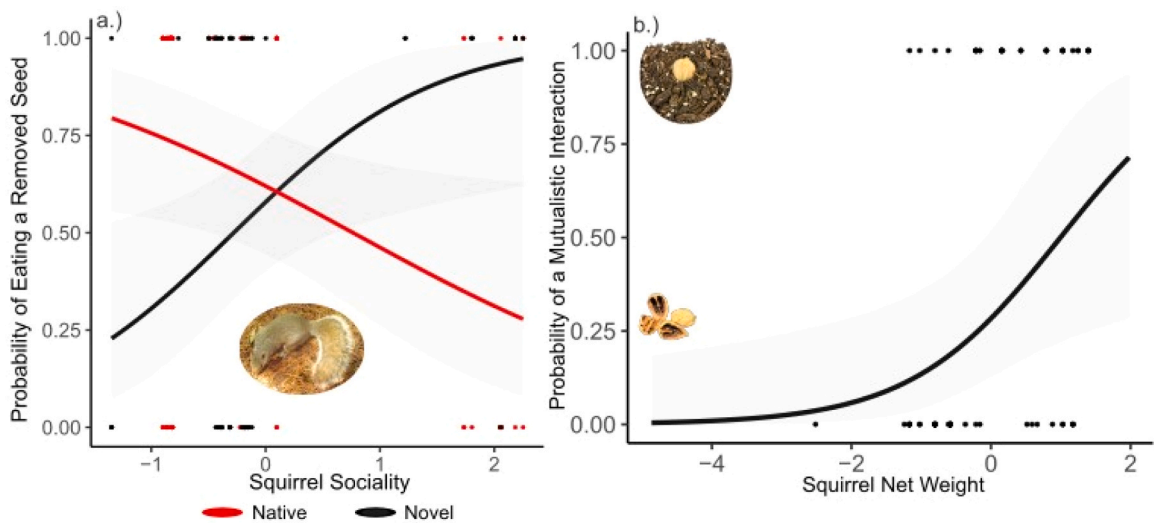 a.)
Probability of Eating a Removed Seed
1.00
0.75
0.50
0.25
0.00
−1
0
1
2
Squirrel Sociality
Native
Novel
b.)
Probability of a Mutualistic Interaction
1.00
0.75
0.50
0.25
0.00
−4
−2
0
2
Squirrel Net Weight